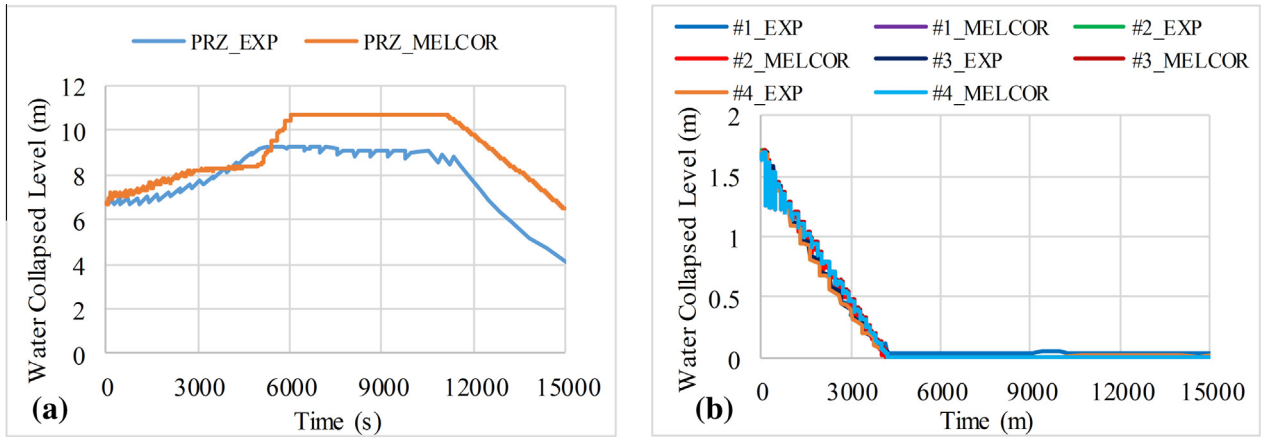 PRZ_EXP PRZ_MELCOR
Water Collapsed Level (m)
12
10
8
6
4
2
0
0 3000 6000 9000 12000 15000
Time (s)
(a)
#1_EXP #1_MELCOR #2_EXP
#2_MELCOR #3_EXP #3_MELCOR
#4_EXP #4_MELCOR
Water Collapsed Level (m)
2
1.5
1
0.5
0
0 3000 6000 9000 12000 15000
Time (m)
(b)